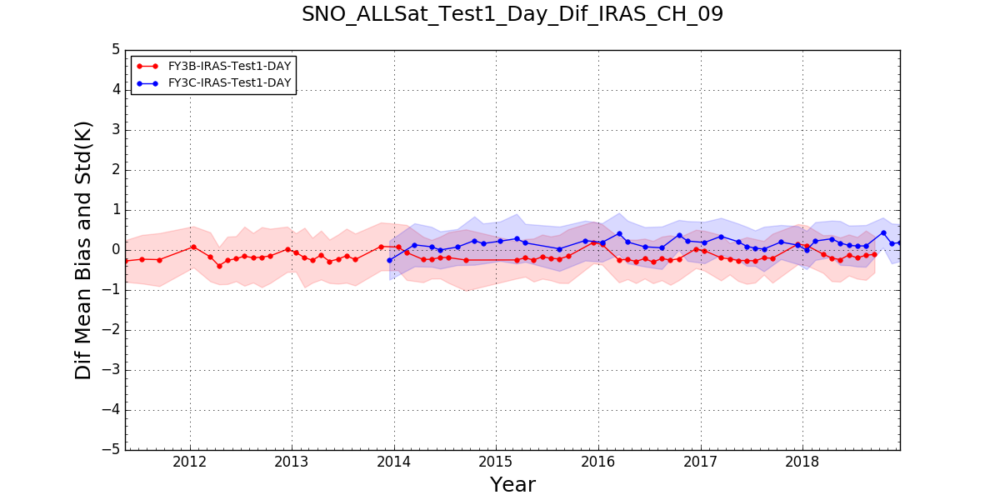 SNO_ALLSat_Test1_Day_Dif_IRAS_CH_09
5
4
3
2
1
0
−1
−2
−3
−4
−5
Dif Mean Bias and Std(K)
FY3B-IRAS-Test1-DAY
FY3C-IRAS-Test1-DAY
2012 2013 2014 2015 2016 2017 2018
Year